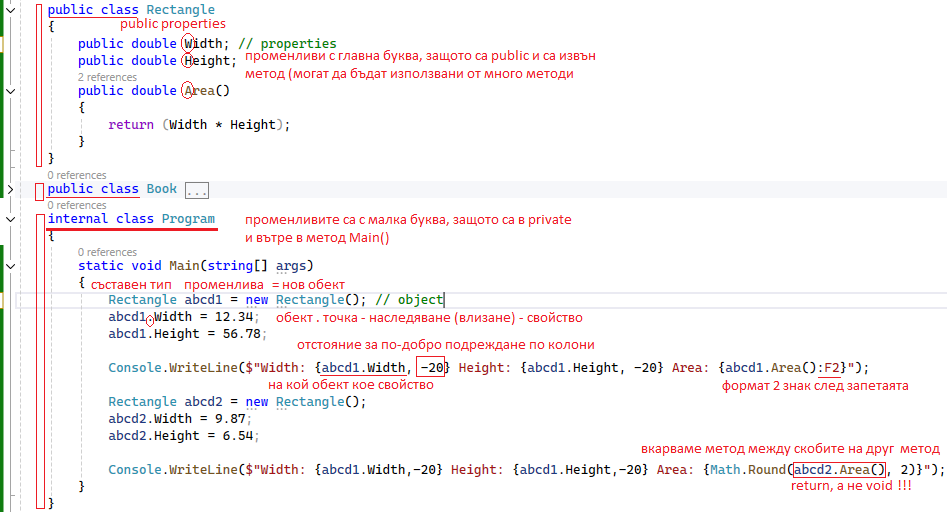 public class Rectangle
public properties
{
public double Width; // properties
public double Height;
променливи с главна буква, защото са public и са извън
метод (могат да бъдат използвани от много методи
2 references
public double Area()
{
return (Width * Height);
}
}
0 references
public class Book ...
0 references
internal class Program
променливите са с малка буква, защото са в private
{
и вътре в метод Main()
0 references
static void Main(string[] args)
{ съставен тип променлива = нов обект
Rectangle abcd1 = new Rectangle(); // object
abcd1.Width = 12.34; обект . точка - наследяване (влизане) - свойство
abcd1.Height = 56.78;
отстояние за по-добро подреждане по колони
Console.WriteLine($"Width: {abcd1.Width, -20} Height: {abcd1.Height, -20} Area: {abcd1.Area():F2}");
на кой обект кое свойство
формат 2 знак след запетаята
Rectangle abcd2 = new Rectangle();
abcd2.Width = 9.87;
abcd2.Height = 6.54;
вкарваме метод между скобите на друг метод
Console.WriteLine($"Width: {abcd1.Width,-20} Height: {abcd1.Height,-20} Area: {Math.Round(abcd2.Area(), 2)}");
return, а не void !!!
}
}